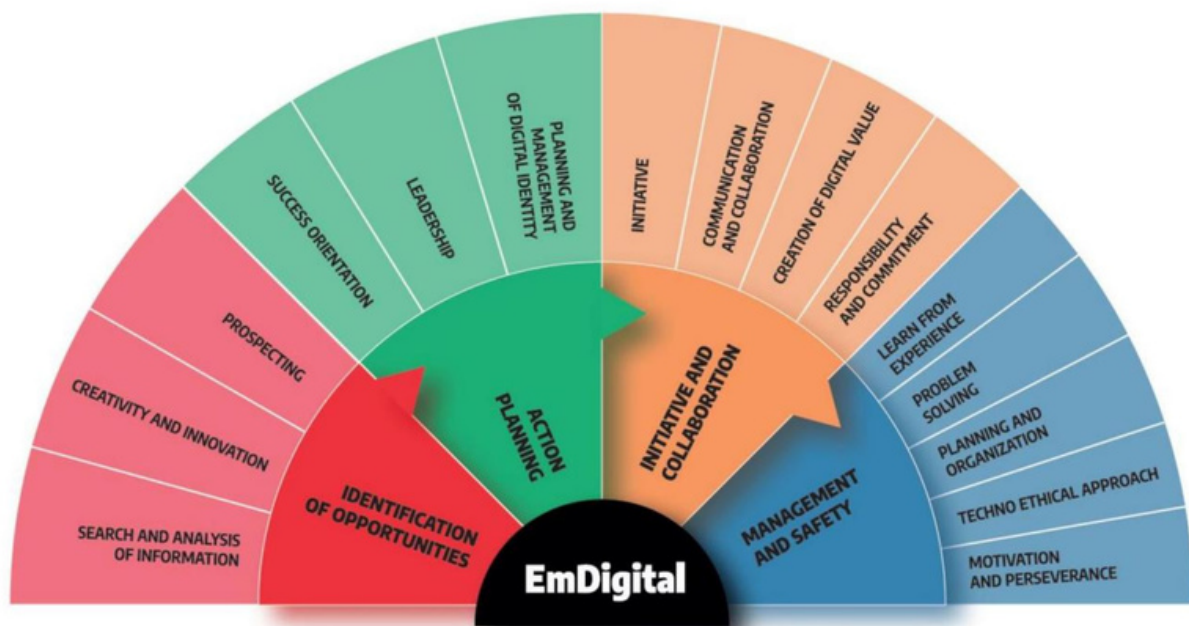 SEARCH AND ANALYSIS
OF INFORMATION
CREATIVITY AND INNOVATION
PROSPECTING
IDENTIFICATION
OF OPPORTUNITIES
SUCCESS ORIENTATION
LEADERSHIP
PLANNING AND
MANAGEMENT
OF DIGITAL IDENTITY
ACTION
PLANNING
INITIATIVE
COMMUNICATION
AND COLLABORATION
CREATION OF DIGITAL VALUE
RESPONSIBILITY
AND COMMITMENT
INITIATIVE AND
COLLABORATION
LEARN FROM
EXPERIENCE
PROBLEM
SOLVING
PLANNING AND
ORGANIZATION
TECHNO ETHICAL APPROACH
MOTIVATION
AND PERSEVERANCE
MANAGEMENT
AND SAFETY
EmDigital